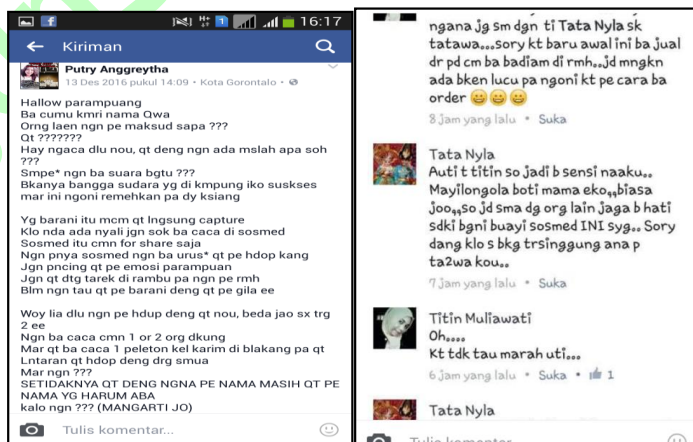 16:17
Kiriman
Putry Anggreytha
13 Des 2016 pukul 14:09 • Kota Gorontalo •
Hallow parampuang
Ba cumu kmri nama Qwa
Orng laen ngn pe maksud sapa ???
Qt ???????
Hay ngaca dlu nou, qt deng ngn ada mslah apa soh
???
Smpe* ngn ba suara bgtu ???
Bkanya bangga sudara yg di kmpung iko suskses
mar ini ngoni remehkan pa dy ksiang
Yg barani itu mcm qt lngsung capture
Klo nda ada nyali jgn sok ba caca di sosmed
Sosmed itu cmn for share saja
Ngn pnya sosmed ngn ba urus* qt pe hdop kang
Jgn pncing qt pe emosi parampuan
Jgn qt dtg tarek di rambu pa ngn pe rmh
Blm ngn tau qt pe barani deng qt pe gila ee
Woy lia dlu ngn pe hdup deng qt nou, beda jao sx trg
2 ee
Ngn ba caca cmn 1 or 2 org dkung
Mar qt ba caca 1 peleton kel karim di blakang pa qt
Lntaran qt hdop deng drg smua
Mar ngn ???
SETIDAKNYA QT DENG NGNA PE NAMA MASIH QT PE
NAMA YG HARUM ABA
kalo ngn ??? (MANGARTI JO)
Tulis komentar...
ngana jg sm dgn ti Tata Nyla sk
tatawa...sory kt baru awal ini ba jual
dr pd cm ba badiam di rmh..jd mngkn
ada bken lucu pa ngoni kt pe cara ba
order 😀😀😀
8 jam yang lalu • Suka
Tata Nyla
Auti t titin so jadi b sensi naaku..
Mayilongola boti mama eko,,biasa
joo,,so jd sma dg org lain jaga b hati
sdki bgni buayi sosmed INI syg.. Sory
dang klo s bkg trsinggung ana p
ta2wa kou..
7 jam yang lalu • Suka
Titin Muliawati
Oh....
Kt tdk tau marah uti...
6 jam yang lalu • Suka • 1
Tata Nyla